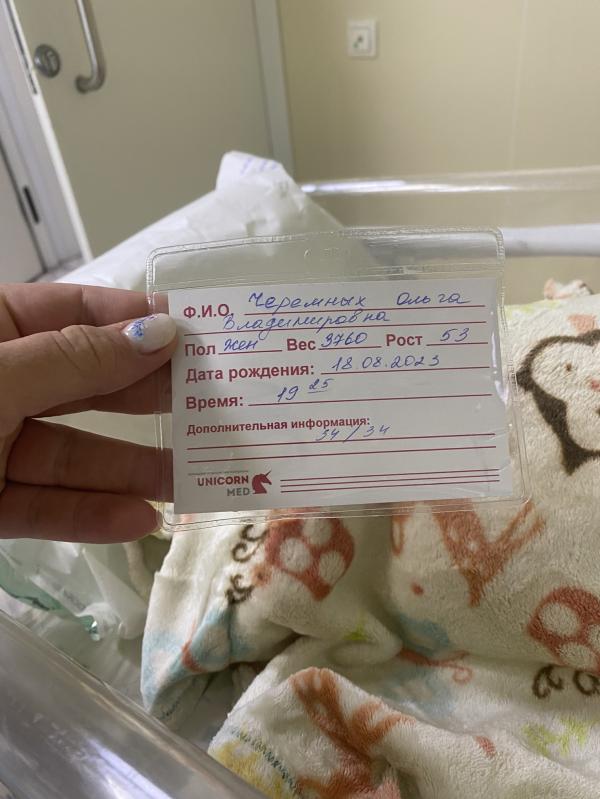 Ф.И.О. Черемных Ольга
Владимировна
Пол жен Вес 3760 Рост 53
Дата рождения: 18.08.2023
Время: 19 25
Дополнительная информация:
34/34
UNICORN
MED